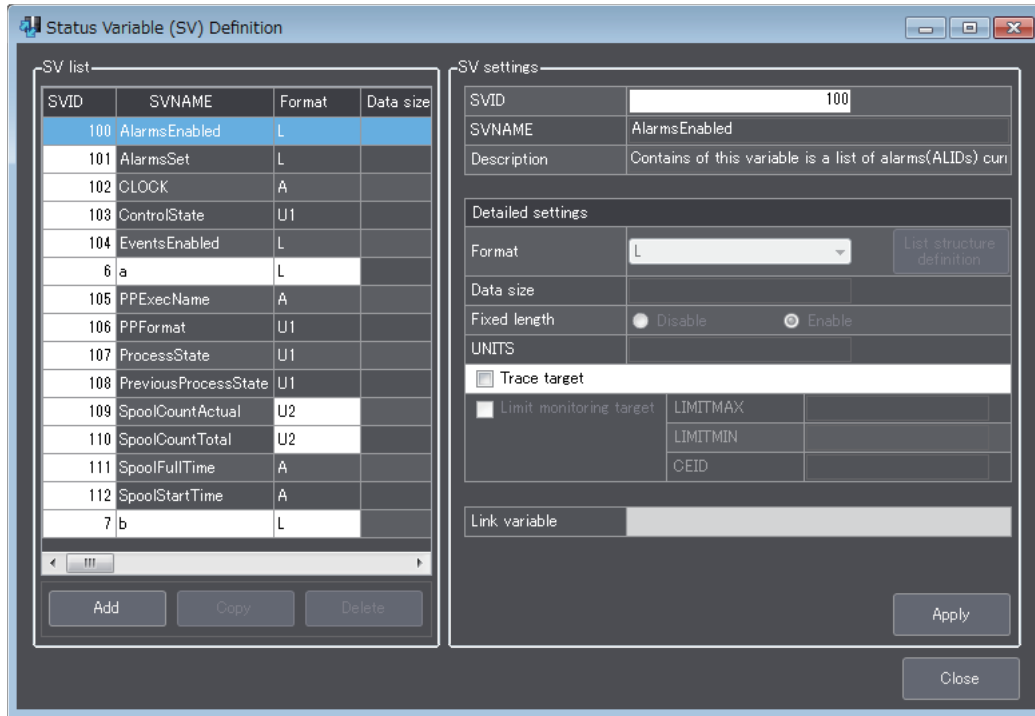 Status Variable (SV) Definition
SV list
SVID SVNAME Format Data size
100 AlarmsEnabled L
101 AlarmsSet L
102 CLOCK A
103 ControlState U1
104 EventsEnabled L
6 a L
105 PPExecName A
106 PPFormat U1
107 ProcessState U1
108 PreviousProcessState U1
109 SpoolCountActual U2
110 SpoolCountTotal U2
111 SpoolFullTime A
112 SpoolStartTime A
7 b L
Add Copy Delete
SV settings
SVID 100
SVNAME AlarmsEnabled
Description Contains of this variable is a list of alarms(ALIDs) curr
Detailed settings
Format L List structure
definition
Data size
Fixed length Disable Enable
UNITS
Trace target
Limit monitoring target LIMITMAX
LIMITMIN
CEID
Link variable
Apply
Close